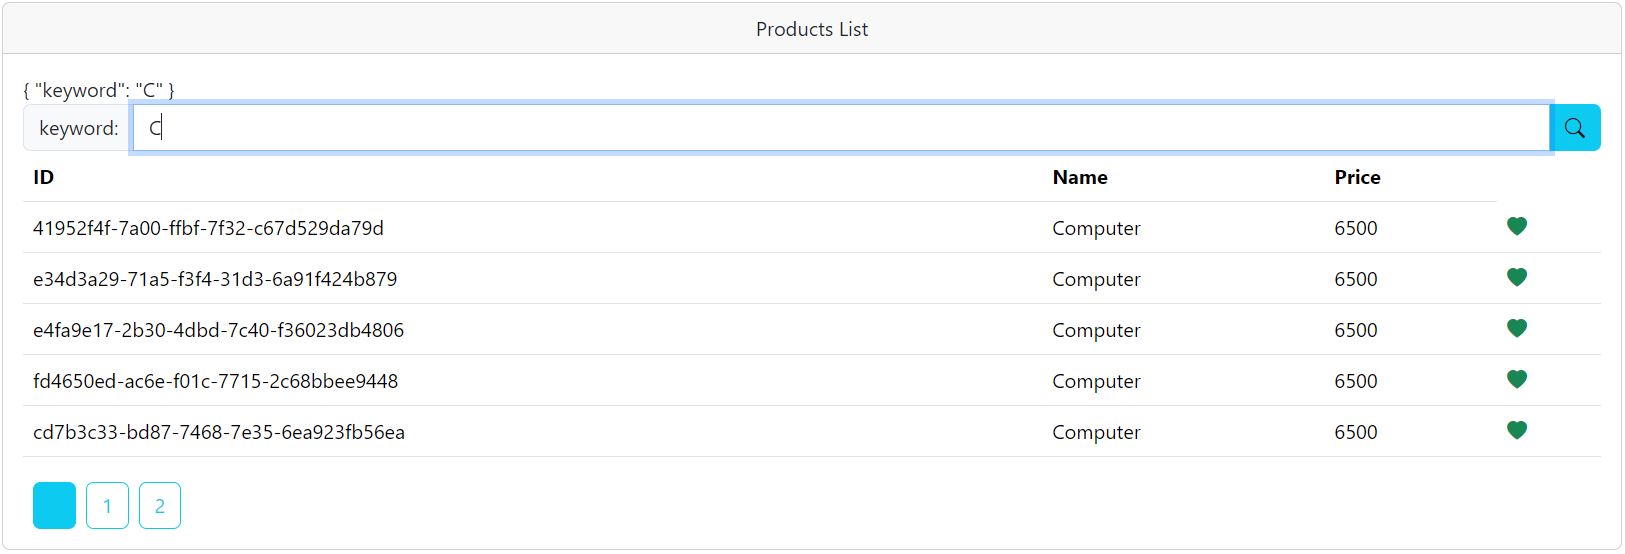 Products List
{ "keyword": "C" }
keyword: C
ID Name Price
41952f4f-7a00-ffbf-7f32-c67d529da79d Computer 6500
e34d3a29-71a5-f3f4-31d3-6a91f424b879 Computer 6500
e4fa9e17-2b30-4dbd-7c40-f36023db4806 Computer 6500
fd4650ed-ac6e-f01c-7715-2c68bbee9448 Computer 6500
cd7b3c33-bd87-7468-7e35-6ea923fb56ea Computer 6500
1 2